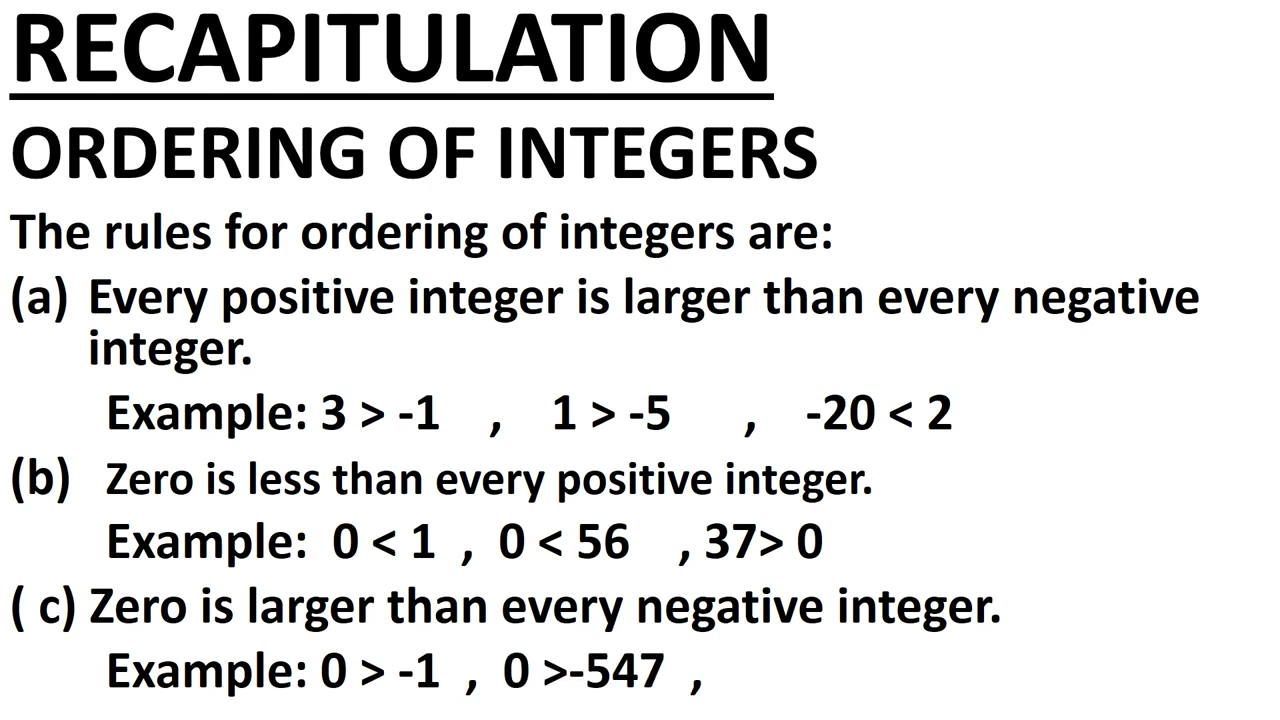 RECAPITULATION
ORDERING OF INTEGERS
The rules for ordering of integers are:
(a) Every positive integer is larger than every negative
integer.
Example: 3 > -1 , 1 > -5 , -20 < 2
(b) Zero is less than every positive integer.
Example: 0 < 1 , 0 < 56 , 37> 0
( c) Zero is larger than every negative integer.
Example: 0 > -1 , 0 >-547 ,